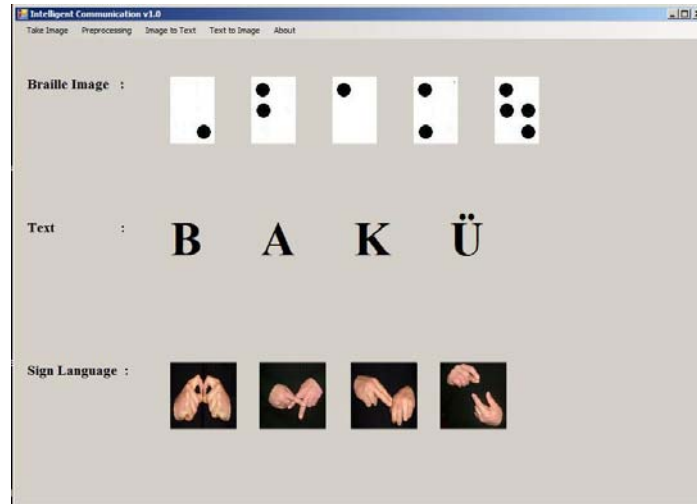 Intelligent Communication v1.0
Take Image Preprocessing Image to Text Text to Image About
Braille Image :
Text : B A K Ü
Sign Language :